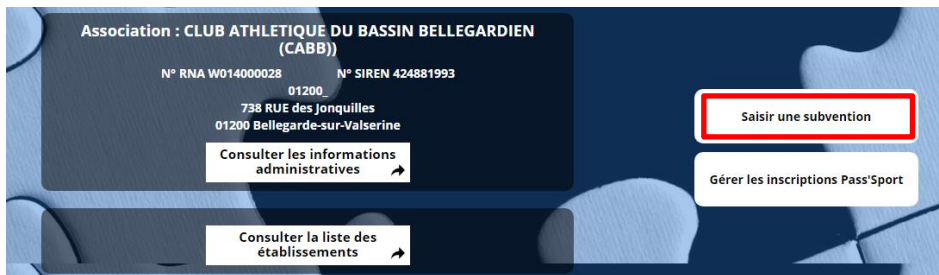 Association : CLUB ATHLETIQUE DU BASSIN BELLEGARDIEN
(CABB))
N° RNA W014000028 N° SIREN 424881993
01200_
738 RUE des Jonquilles
01200 Bellegarde-sur-Valserine
Consulter les informations
administratives
Saisir une subvention
Gérer les inscriptions Pass'Sport
Consulter la liste des
établissements